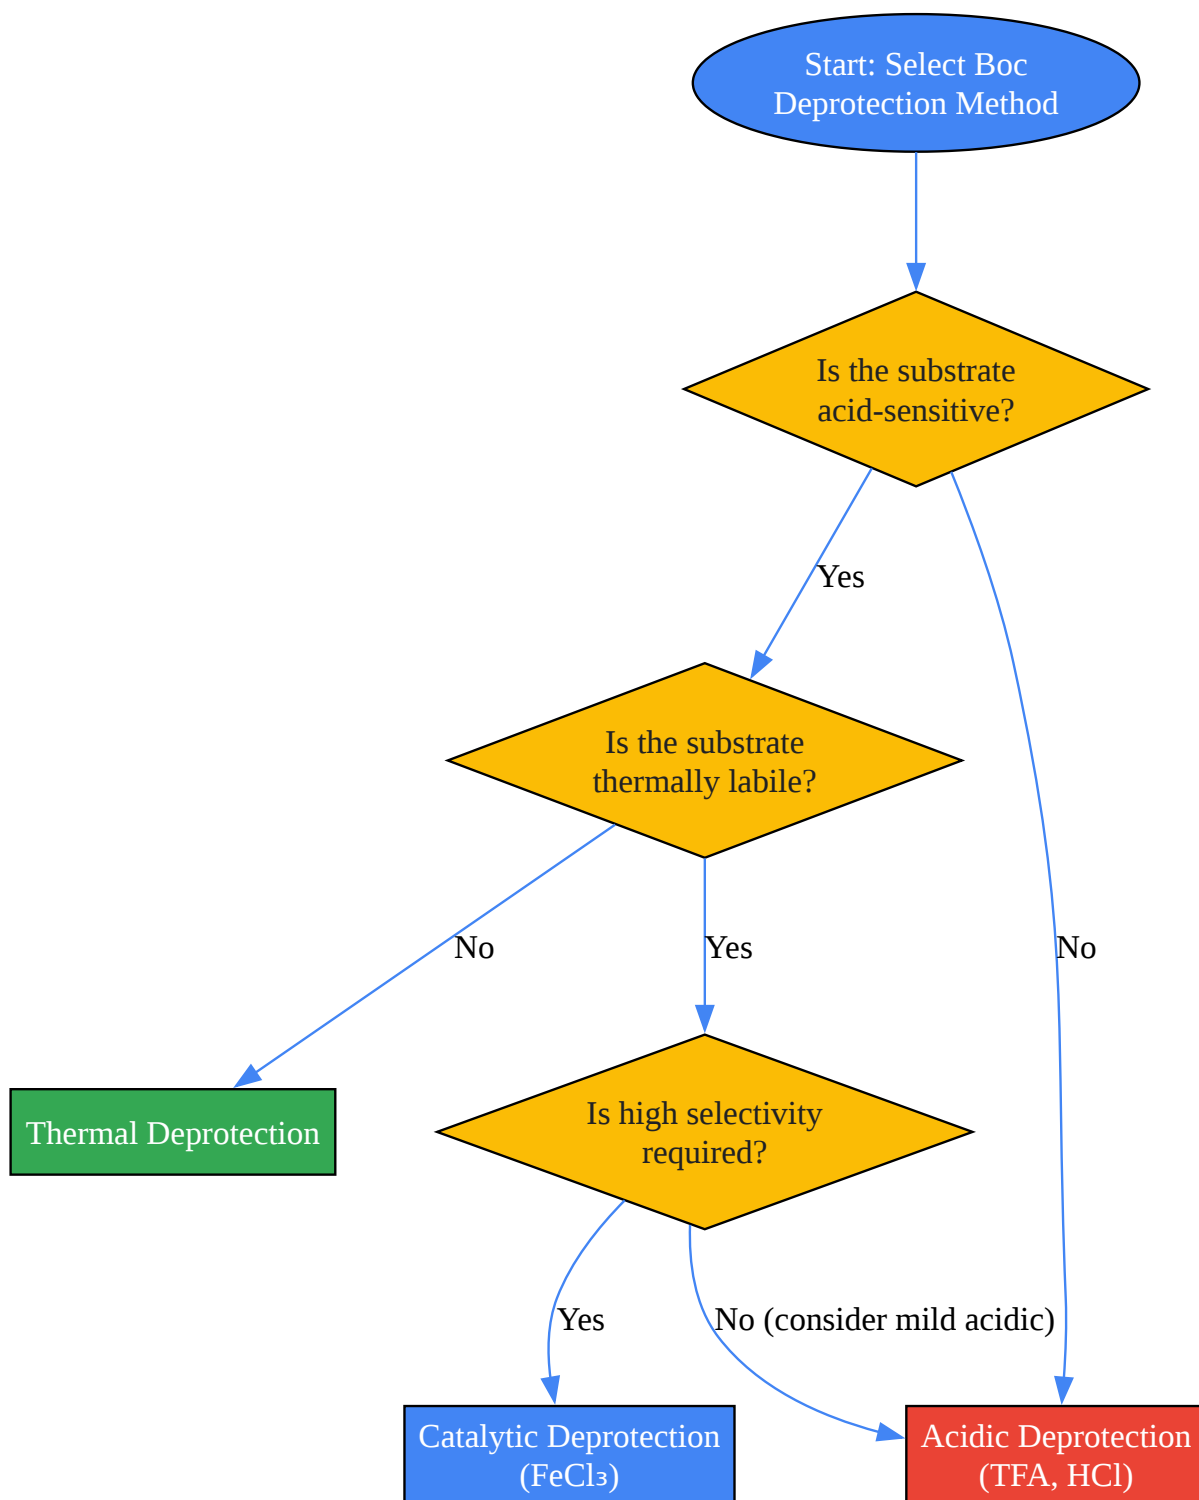 Start: Select Boc
Deprotection Method
Is the substrate
acid-sensitive?
Yes
Is the substrate
thermally labile?
No
Yes
No
Thermal Deprotection
Is high selectivity
required?
Yes
No (consider mild acidic)
Catalytic Deprotection
(FeCl₃)
Acidic Deprotection
(TFA, HCl)